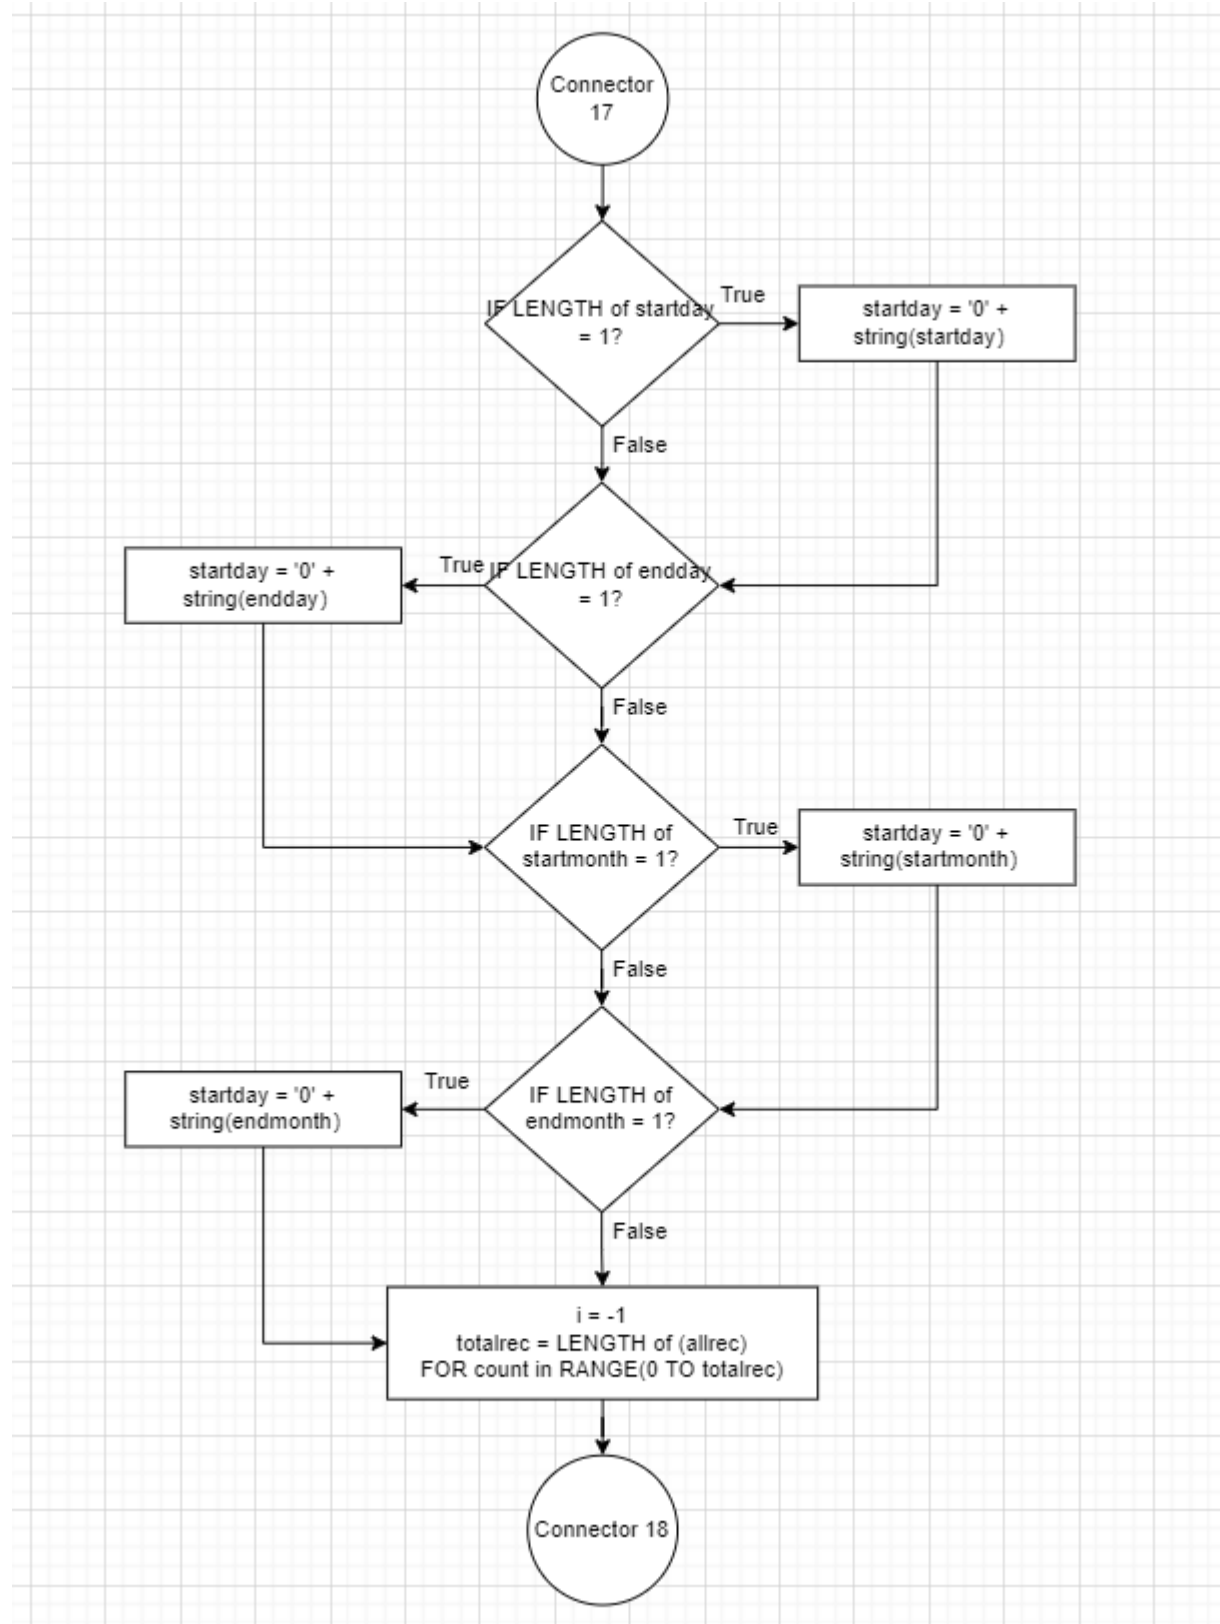 Connector
17
IF LENGTH of startday
= 1?
True
startday = '0' +
string(startday)
False
startday = '0' +
string(endday)
True
IF LENGTH of endday
= 1?
False
IF LENGTH of
startmonth = 1?
True
startday = '0' +
string(startmonth)
False
startday = '0' +
string(endmonth)
True
IF LENGTH of
endmonth = 1?
False
i = -1
totalrec = LENGTH of (allrec)
FOR count in RANGE(0 TO totalrec)
Connector 18